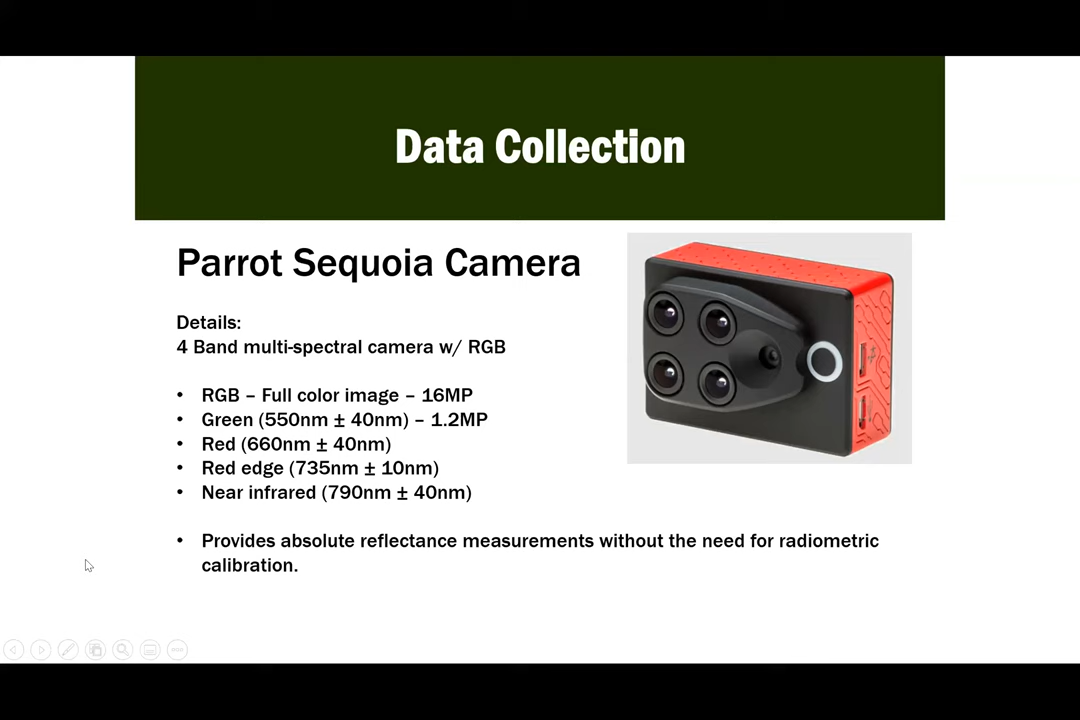 Data Collection
Parrot Sequoia Camera
Details:
4 Band multi-spectral camera w/ RGB
• RGB – Full color image – 16MP
• Green (550nm ± 40nm) – 1.2MP
• Red (660nm ± 40nm)
• Red edge (735nm ± 10nm)
• Near infrared (790nm ± 40nm)
• Provides absolute reflectance measurements without the need for radiometric
calibration.